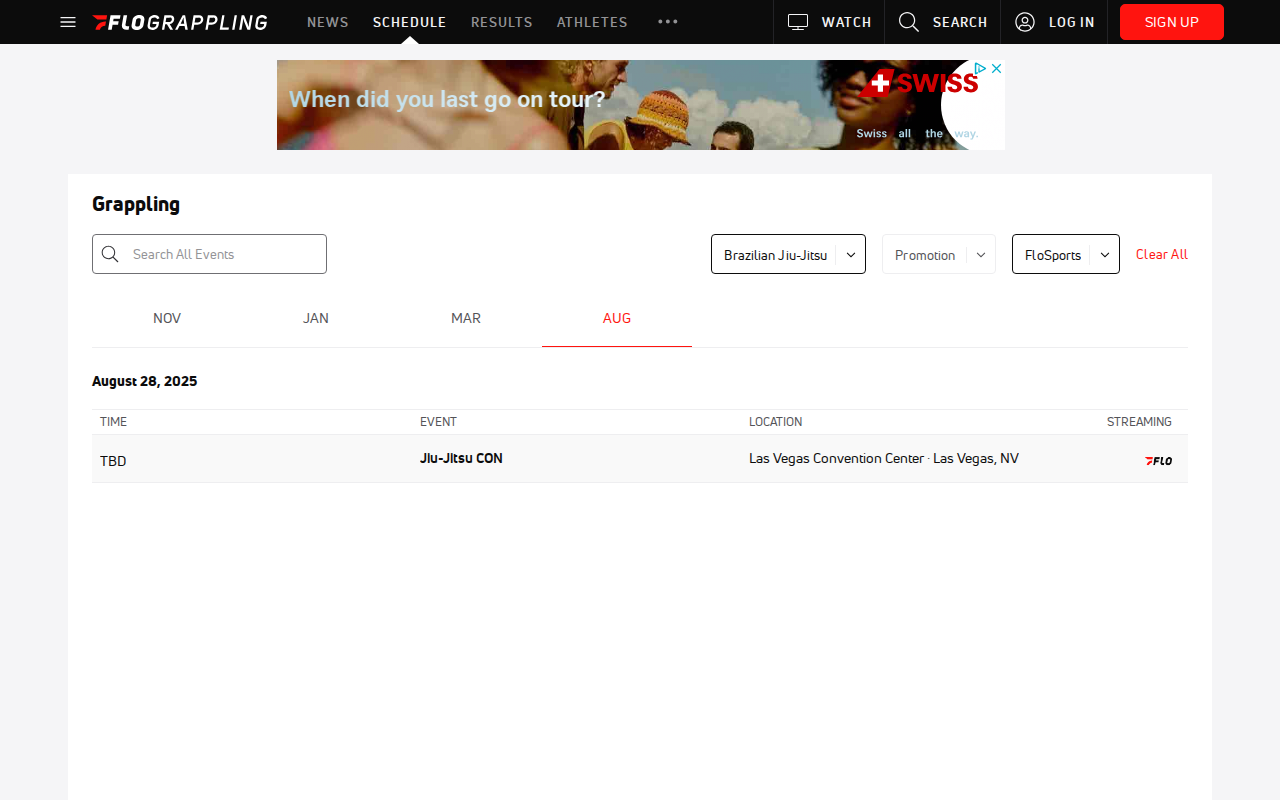 FLOGRAPPLING NEWS SCHEDULE RESULTS ATHLETES WATCH SEARCH LOG IN SIGN UP
When did you last go on tour?
SWISS
Swiss all the way.
Grappling
Search All Events Brazilian Jiu-Jitsu Promotion FloSports Clear All
NOV JAN MAR AUG
August 28, 2025
TIME EVENT LOCATION STREAMING
TBD Jiu-Jitsu CON Las Vegas Convention Center · Las Vegas, NV FLO